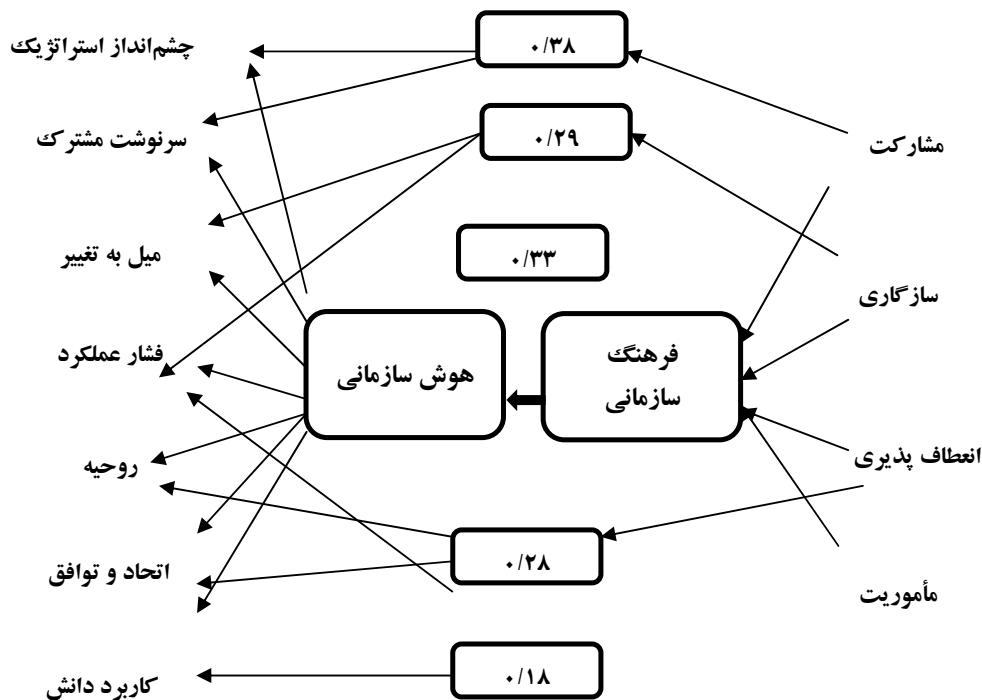 ۰/۳۸
چشم‌انداز استراتژیک
مشارکت
۰/۲۹
سرنوشت مشترک
۰/۳۳
میل به تغییر
سازگاری
فرهنگ
سازمانی
هوش سازمانی
فشار عملکرد
انعطاف پذیری
روحیه
۰/۲۸
اتحاد و توافق
مأموریت
۰/۱۸
کاربرد دانش